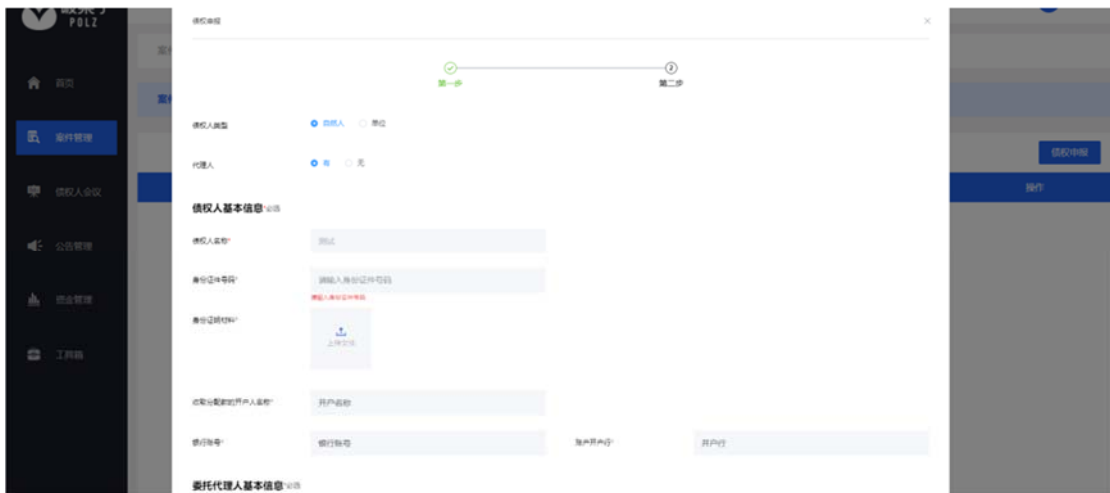 POLZ
债权申报
×
首页
案件管理
债权人会议
公告管理
资金管理
工具箱
案件
2
第一步
第二步
债权人类型
自然人
单位
代理人
有
无
债权申报
操作
债权人基本信息*必填
债权人名称*
测试
身份证件号码*
请输入身份证件号码
请输入身份证件号码
身份证明材料*
上传文件
收取分配款的开户人名称*
开户名称
银行账号*
银行账号
账户开户行*
开户行
委托代理人基本信息*必填